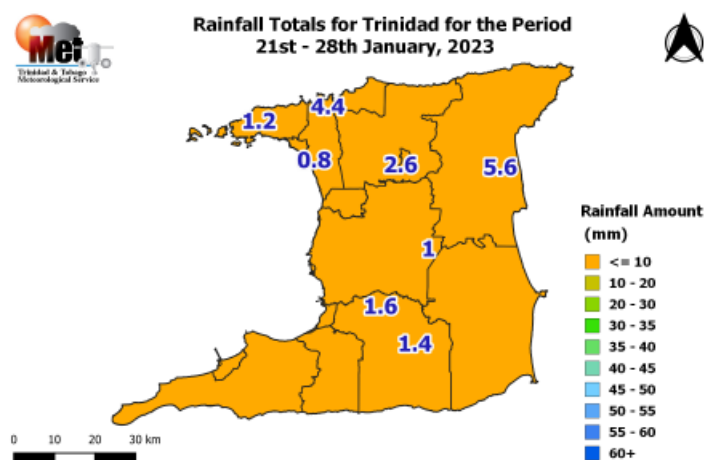 Rainfall Totals for Trinidad for the Period
21st - 28th January, 2023
Met
Trinidad & Tobago
Meteorological Service
1.2
4.4
0.8
2.6
5.6
1
1.6
1.4
Rainfall Amount
(mm)
<= 10
10 - 20
20 - 30
30 - 35
35 - 40
40 - 45
45 - 50
50 - 55
55 - 60
60+
0 10 20 30 km